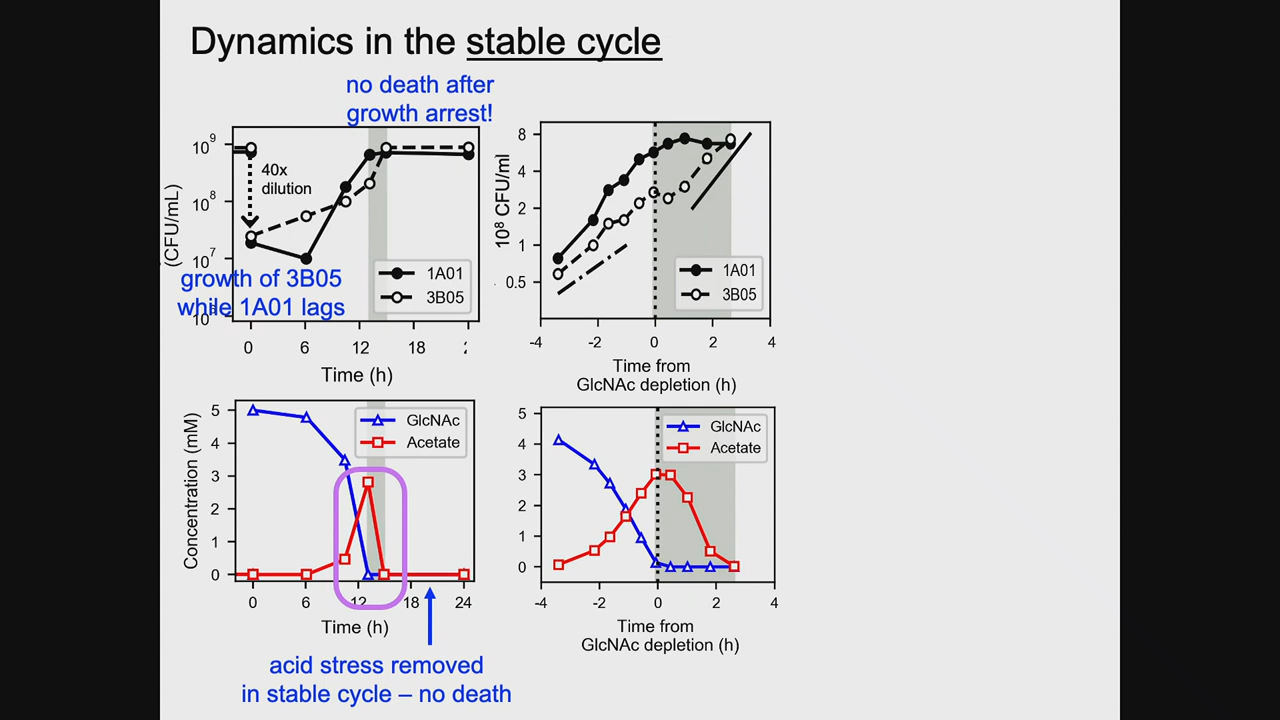 Dynamics in the stable cycle
no death after
growth arrest!
10⁹
10⁸
10⁷
(CFU/mL)
40x
dilution
1A01
3B05
growth of 3B05
while 1A01 lags
0 6 12 18
Time (h)
8
4
2
1
0.5
10⁸ CFU/ml
1A01
3B05
-4 -2 0 2 4
Time from
GlcNAc depletion (h)
5
4
3
2
1
0
Concentration (mM)
GlcNAc
Acetate
0 6 12 18 24
Time (h)
5
4
3
2
1
0
GlcNAc
Acetate
-4 -2 0 2 4
Time from
GlcNAc depletion (h)
acid stress removed
in stable cycle – no death